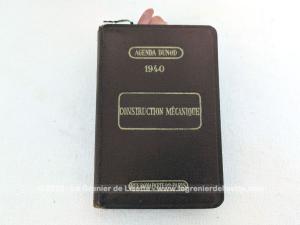 AGENDA DUNOD
1940
CONSTRUCTION MÉCANIQUE
Le Grenier de Lisette - www.legrenierdelisette.com